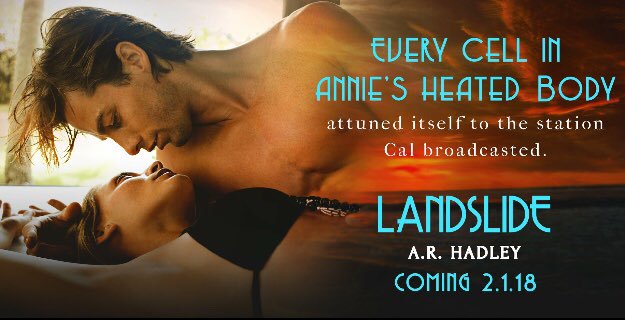 EVERY CELL IN
ANNIE'S HEATED BODY
attuned itself to the station
Cal broadcasted.
LANDSLIDE
A.R. HADLEY
COMING 2.1.18